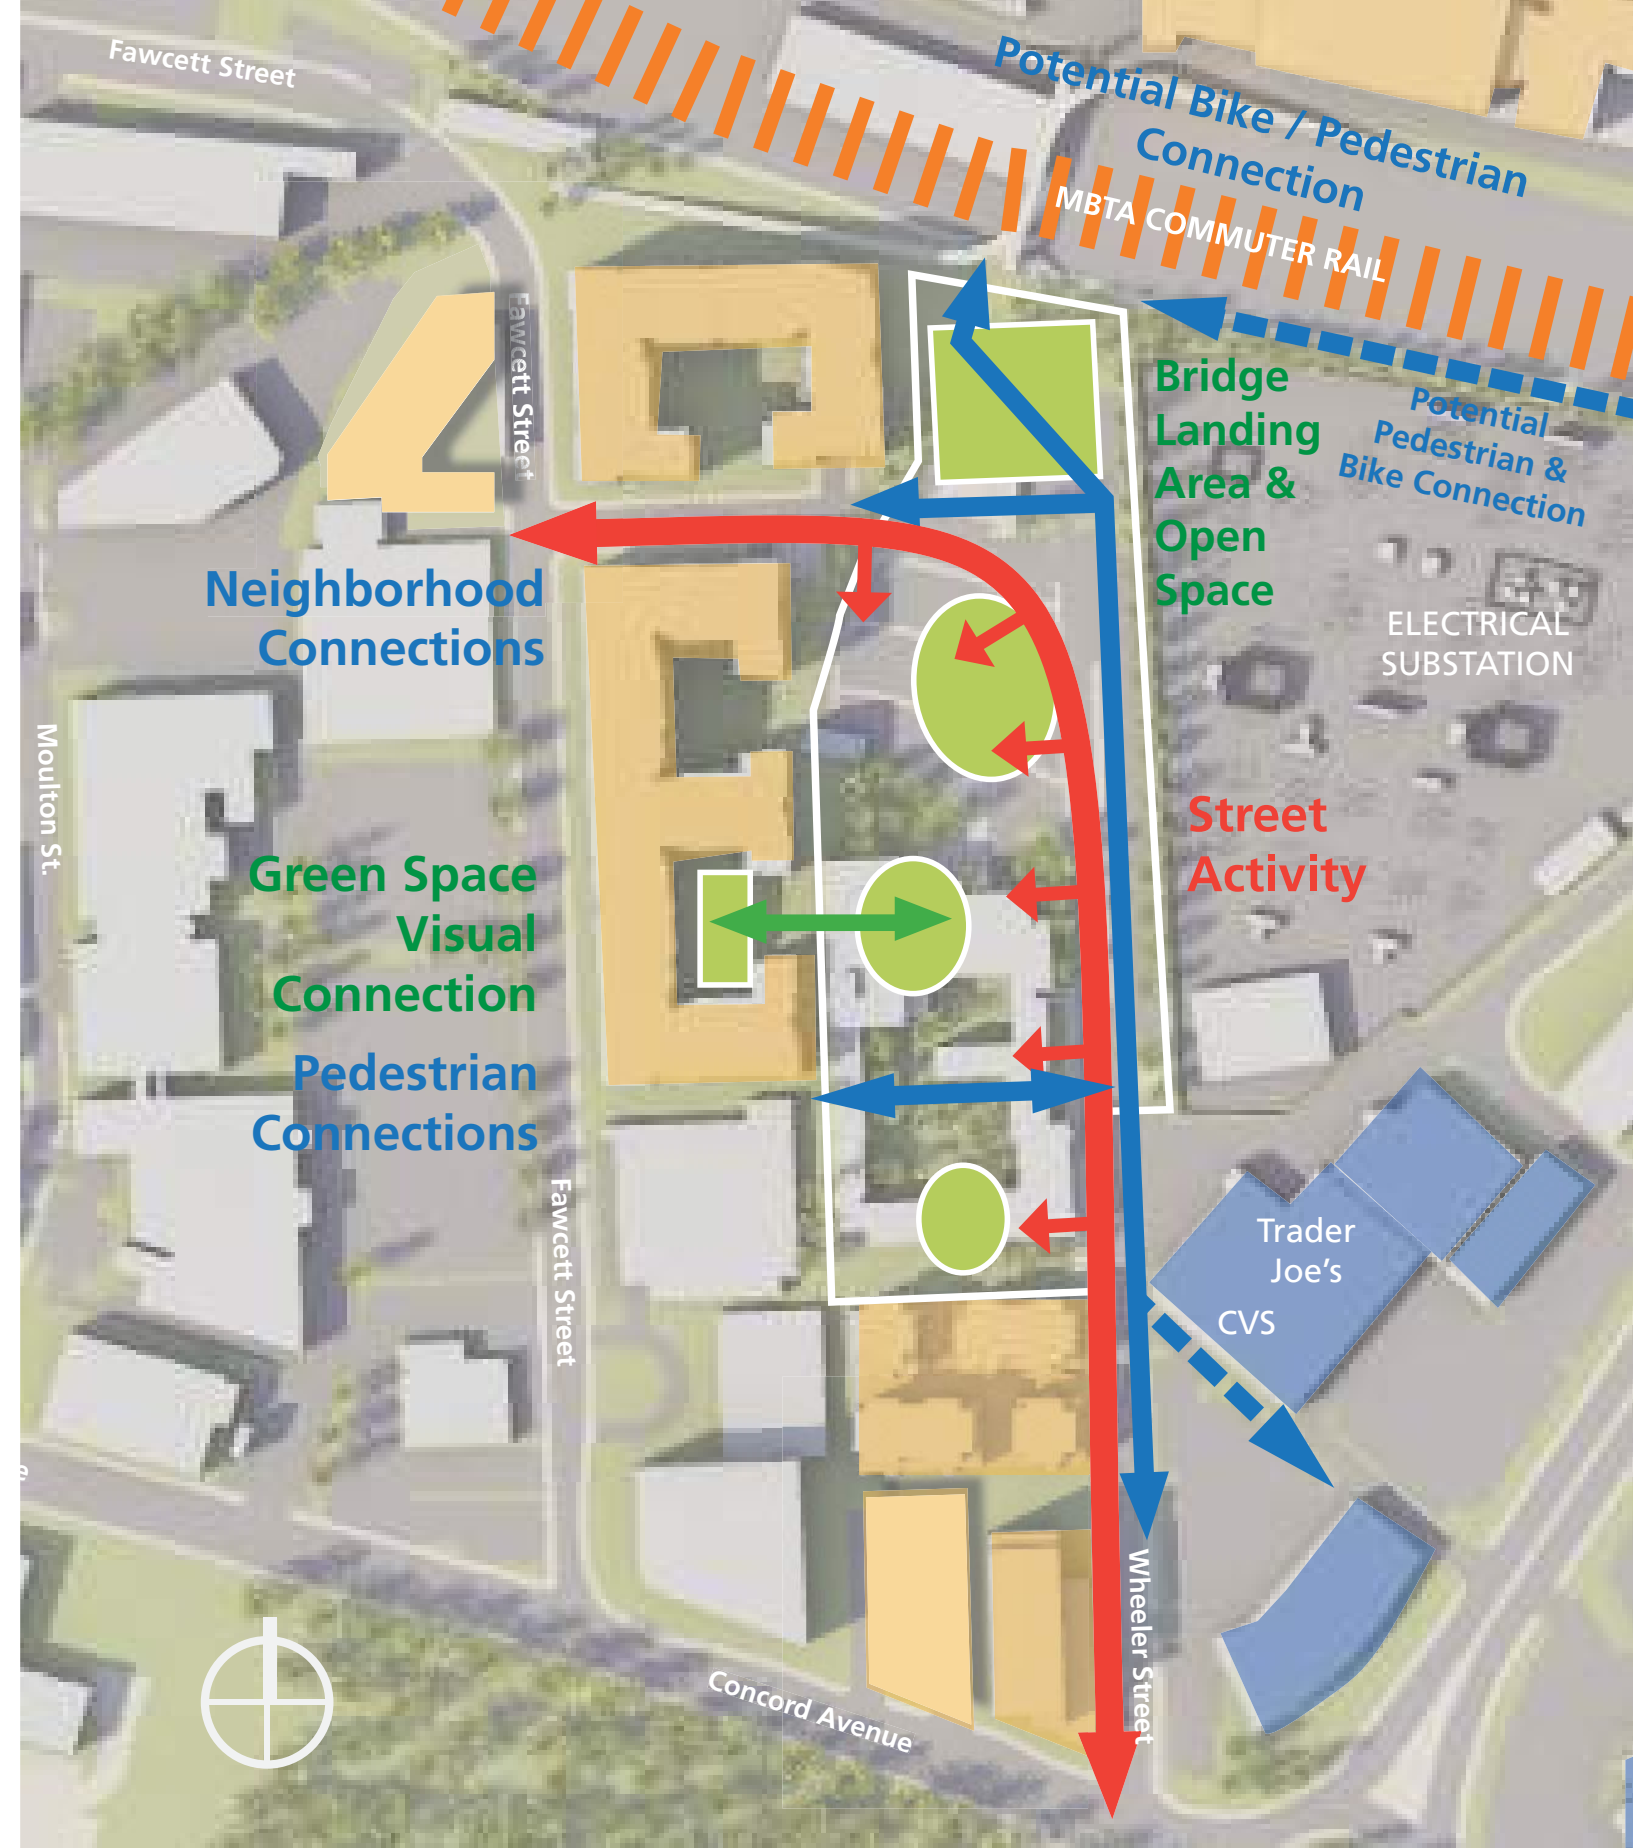 Fawcett Street
Potential Bike / Pedestrian
Connection
MBTA COMMUTER RAIL
Fawcett Street
Bridge
Landing
Area &
Open
Space
Potential
Pedestrian &
Bike Connection
Neighborhood
Connections
ELECTRICAL
SUBSTATION
Moulton St.
Street
Activity
Green Space
Visual
Connection
Pedestrian
Connections
Fawcett Street
Trader
Joe's
CVS
Wheeler Street
Concord Avenue
e